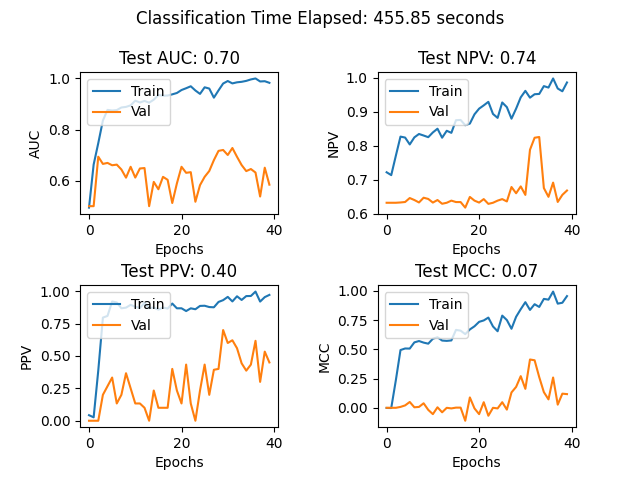 Classification Time Elapsed: 455.85 seconds
Test AUC: 0.70
1.0
0.8
0.6
AUC
Train
Val
0
20
40
Epochs
Test NPV: 0.74
1.0
0.9
0.8
0.7
0.6
NPV
Train
Val
0
20
40
Epochs
Test PPV: 0.40
1.00
0.75
0.50
0.25
0.00
PPV
Train
Val
0
20
40
Epochs
Test MCC: 0.07
1.00
0.75
0.50
0.25
0.00
MCC
Train
Val
0
20
40
Epochs